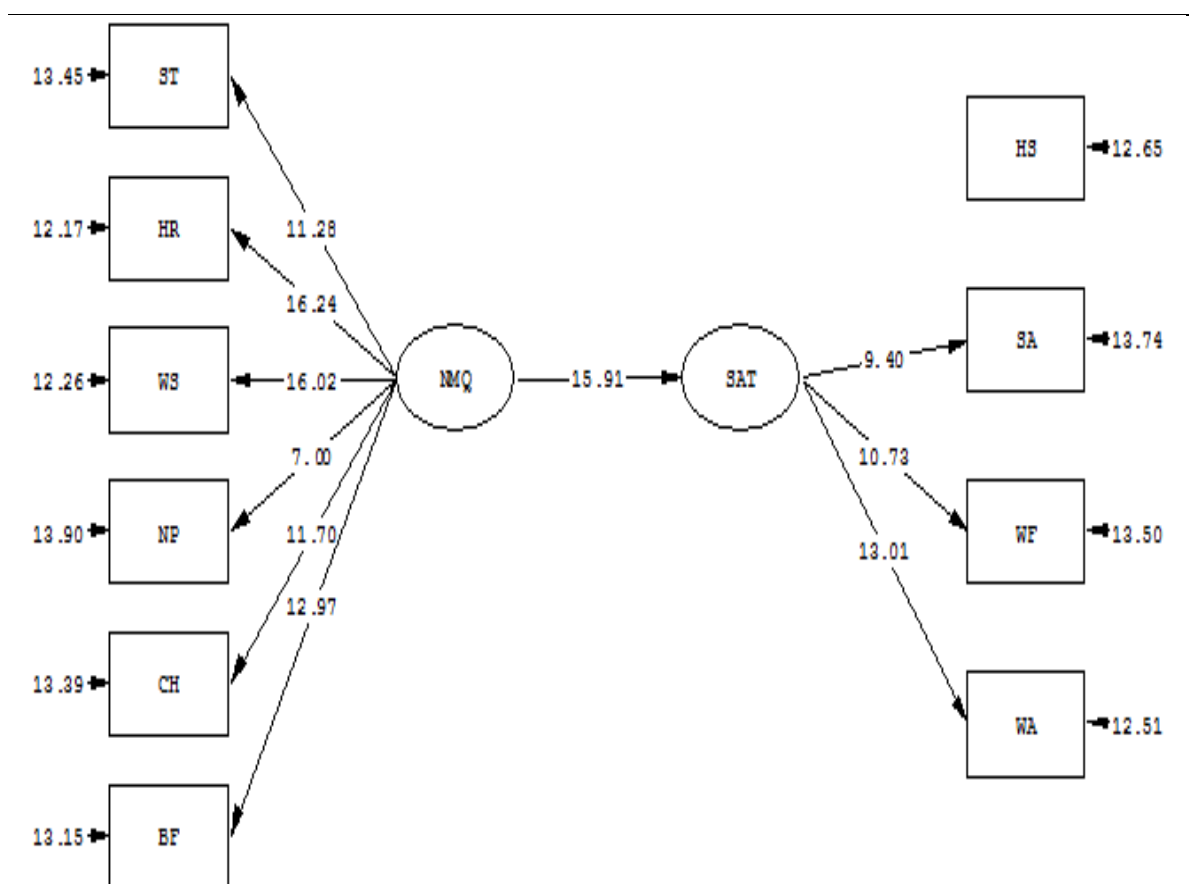 13.45 ST
HS 12.65
12.17 HR
11.28
16.24
SA 13.74
9.40
12.26 WS 16.02 NMQ 15.91 SAT
7.00
10.73
13.90 NP
11.70
WF 13.50
13.01
12.97
13.39 CH
WA 12.51
13.15 BF